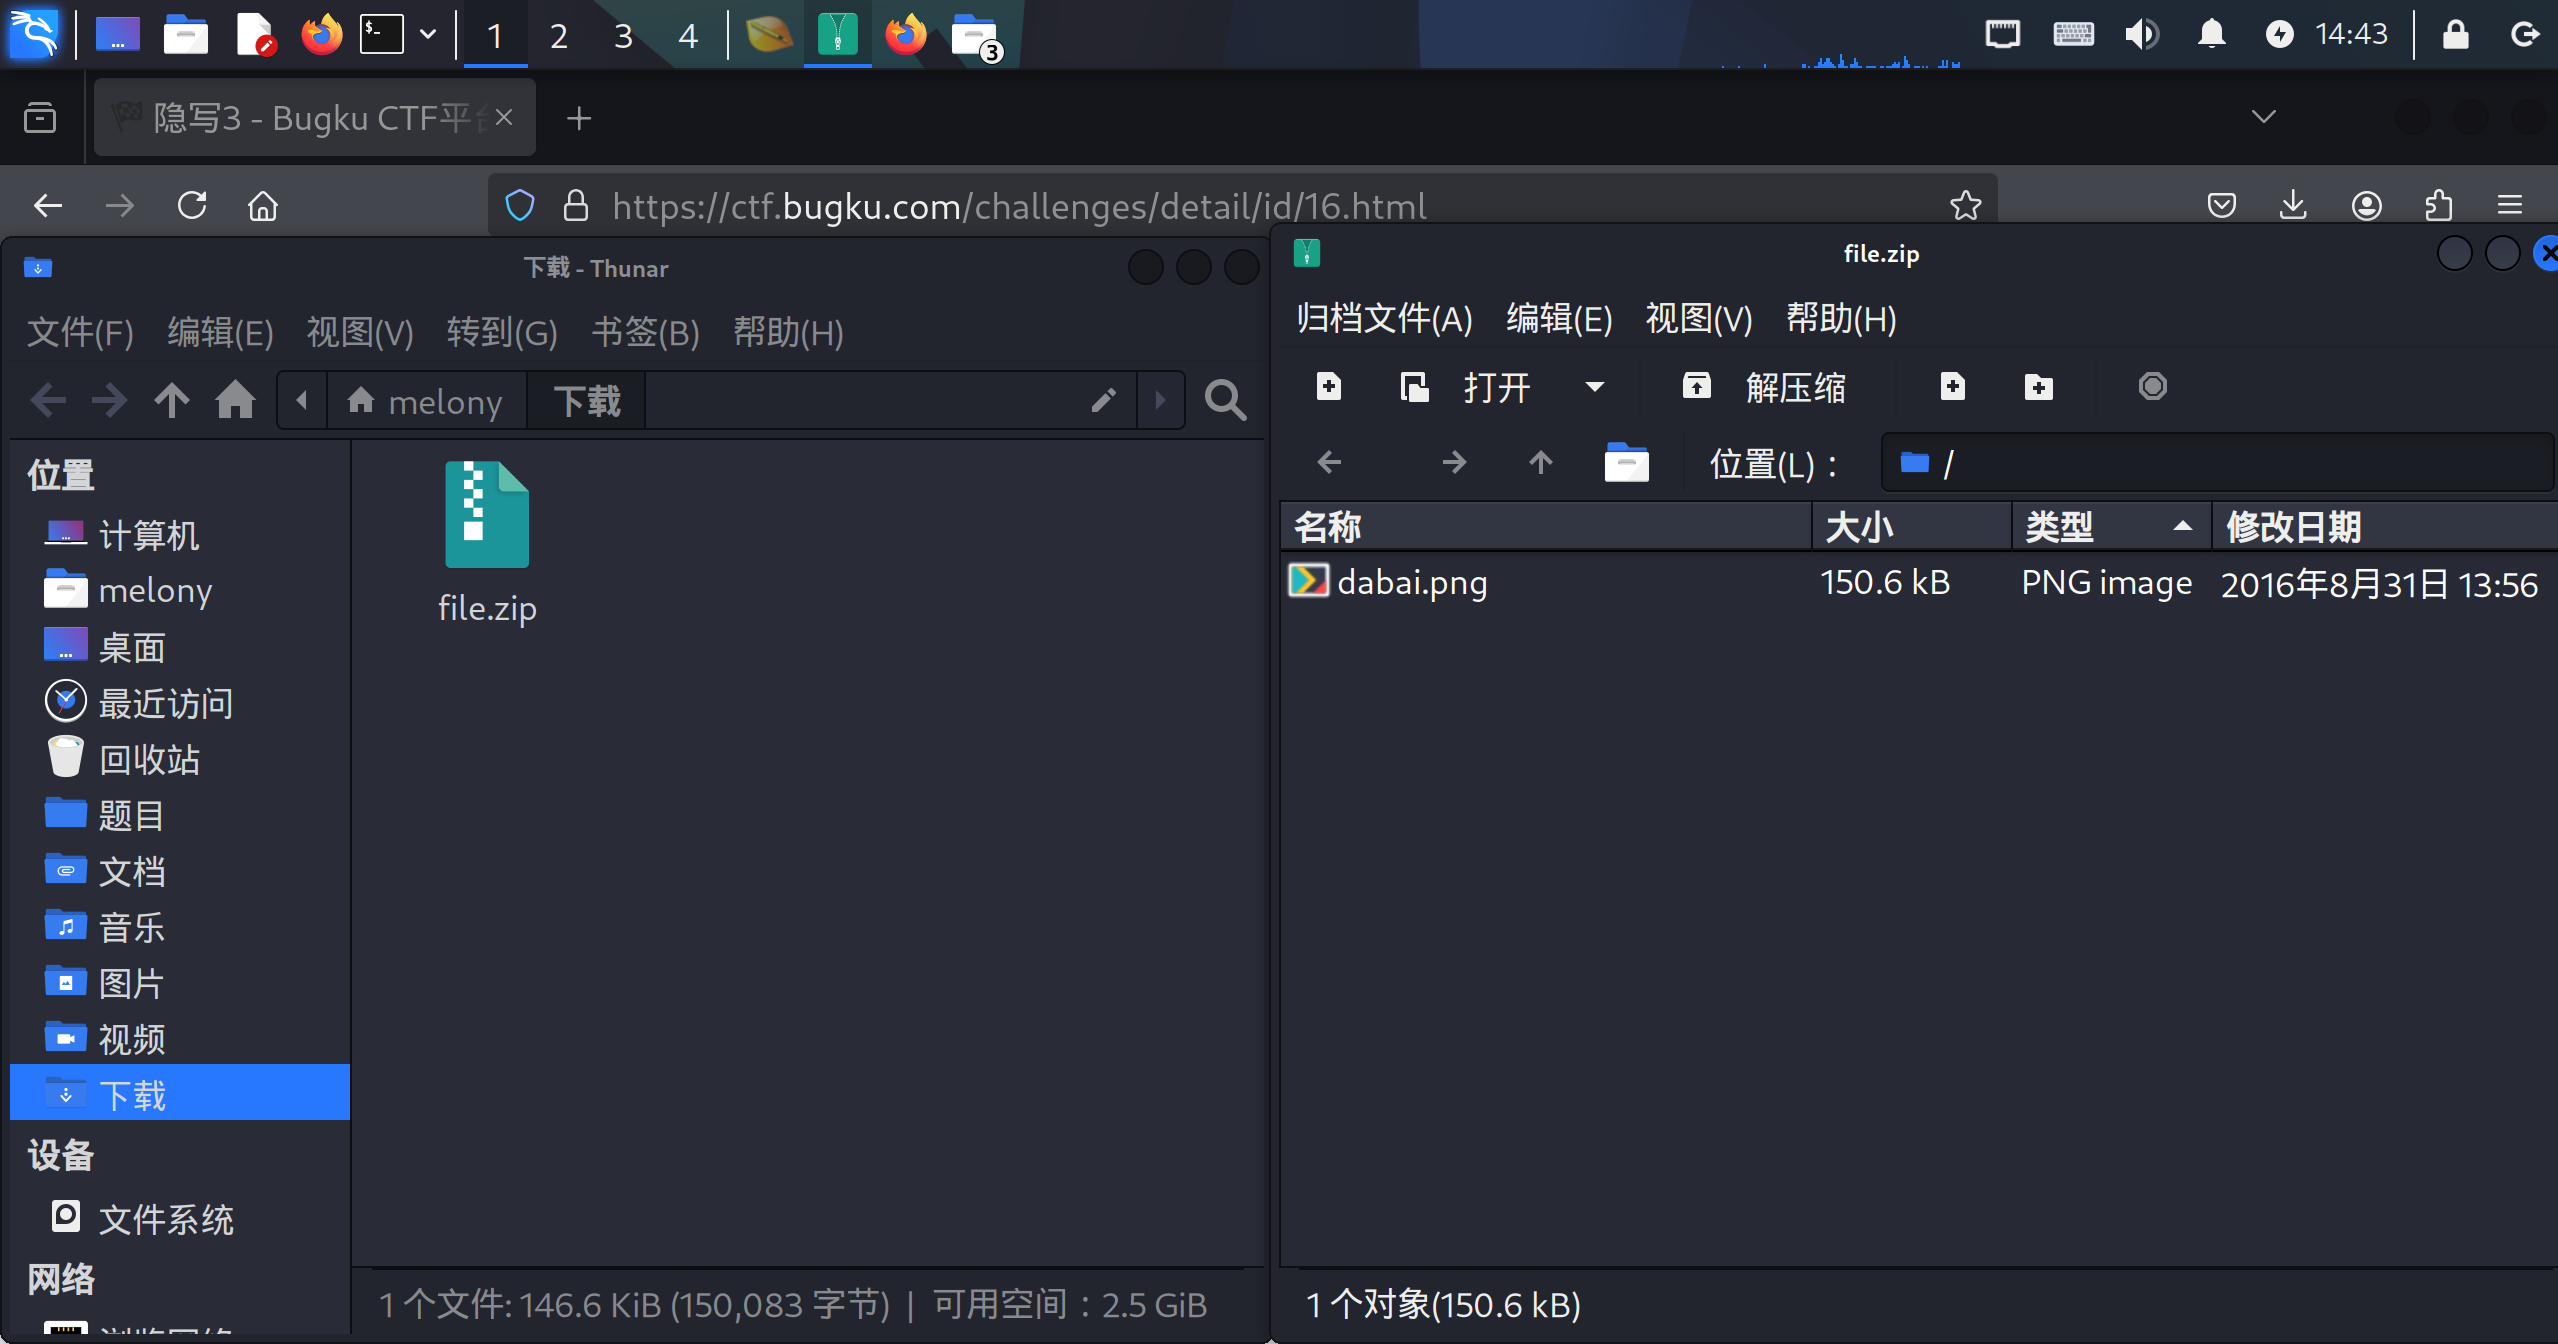 1 2 3 4 3 14:43
隐写3 - Bugku CTF平
https://ctf.bugku.com/challenges/detail/id/16.html
下载 - Thunar
文件(F) 编辑(E) 视图(V) 转到(G) 书签(B) 帮助(H)
melony 下载
位置
计算机
melony
桌面
最近访问
回收站
题目
文档
音乐
图片
视频
下载
设备
文件系统
网络
file.zip
1 个文件: 146.6 KiB (150,083 字节) | 可用空间：2.5 GiB
file.zip
归档文件(A) 编辑(E) 视图(V) 帮助(H)
打开 解压缩
位置(L)： /
名称 大小 类型 修改日期
dabai.png 150.6 kB PNG image 2016年8月31日 13:56
1 个对象(150.6 kB)